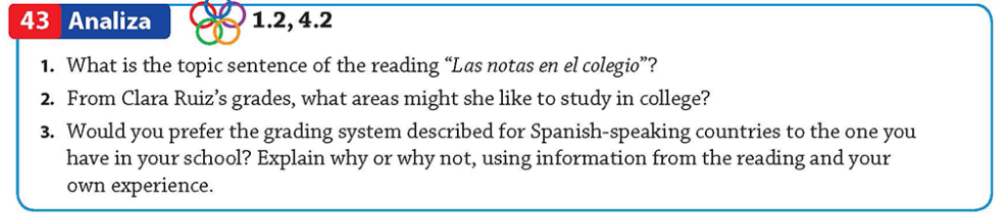 43 Analiza 1.2, 4.2
1. What is the topic sentence of the reading “Las notas en el colegio”?
2. From Clara Ruiz’s grades, what areas might she like to study in college?
3. Would you prefer the grading system described for Spanish-speaking countries to the one you
have in your school? Explain why or why not, using information from the reading and your
own experience.